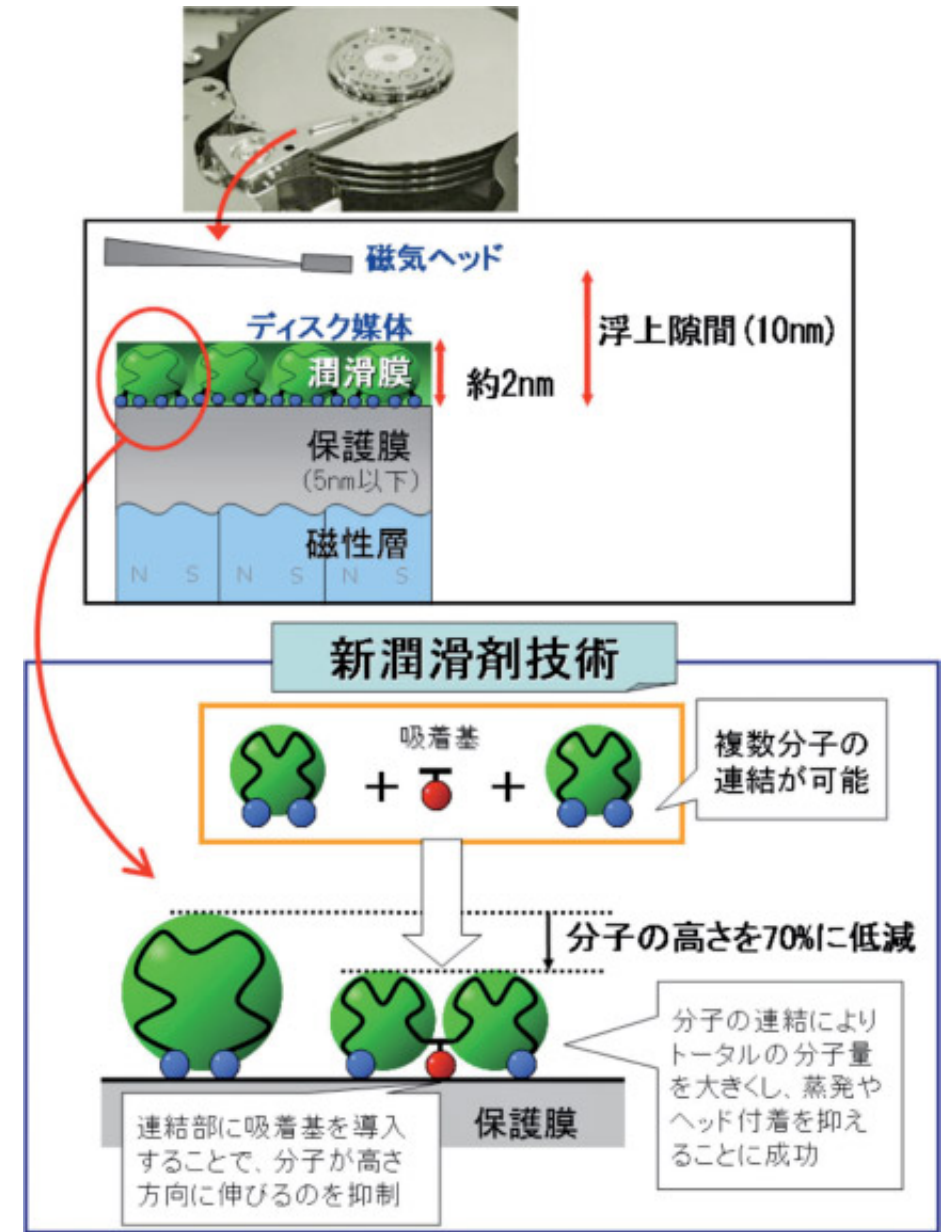 磁気ヘッド
ディスク媒体
潤滑膜
約2nm
浮上隙間(10nm)
保護膜
(5nm以下)
磁性層
N S N S N S
新潤滑剤技術
吸着基
+ +
複数分子の
連結が可能
分子の高さを70%に低減
分子の連結により
トータルの分子量
を大きくし、蒸発や
ヘッド付着を抑え
ることに成功
保護膜
連結部に吸着基を導入
することで、分子が高さ
方向に伸びるのを抑制